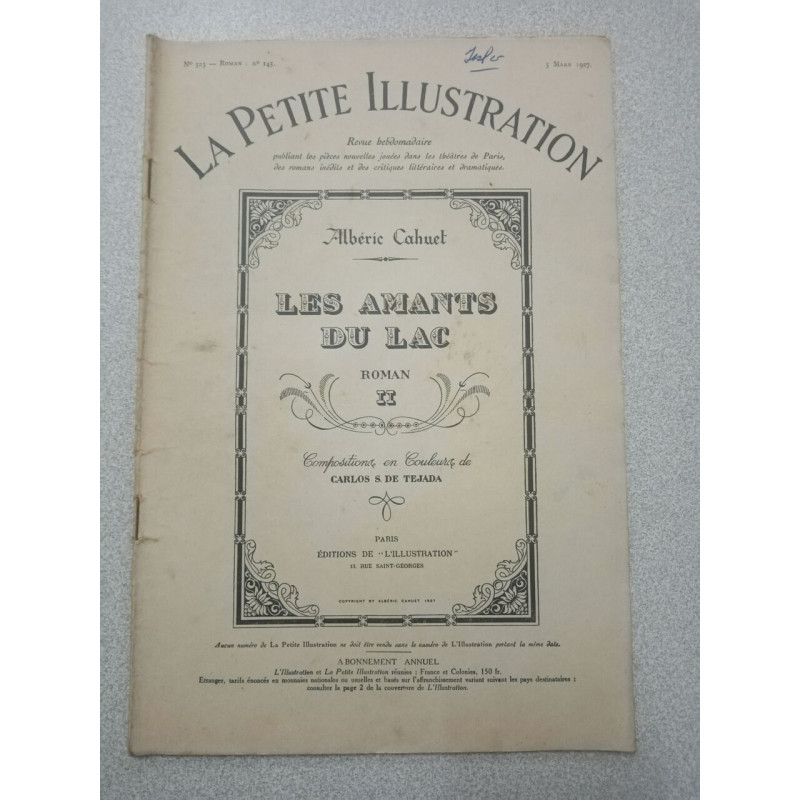 Nº 313 — Roman : nº 145.
5 Mars 1927.
LA PETITE ILLUSTRATION
Revue hebdomadaire
publiant les pièces nouvelles jouées dans les théâtres de Paris,
des romans inédits et des critiques littéraires et dramatiques.
Albéric Cahuet
LES AMANTS
DU LAC
ROMAN
II
Compositions en Couleurs de
CARLOS S. DE TEJADA
PARIS
ÉDITIONS DE "L'ILLUSTRATION"
13, RUE SAINT-GEORGES
COPYRIGHT BY ALBÉRIC CAHUET, 1927
Aucun numéro de La Petite Illustration ne doit être vendu sans le numéro de L'Illustration portant la même date.
ABONNEMENT ANNUEL
L'Illustration et La Petite Illustration réunies : France et Colonies, 150 fr.
Etranger, tarifs énoncés en monnaies nationales ou usuelles et basés sur l'affranchissement variant suivant les pays destinataires :
consulter la page 2 de la couverture de L'Illustration.